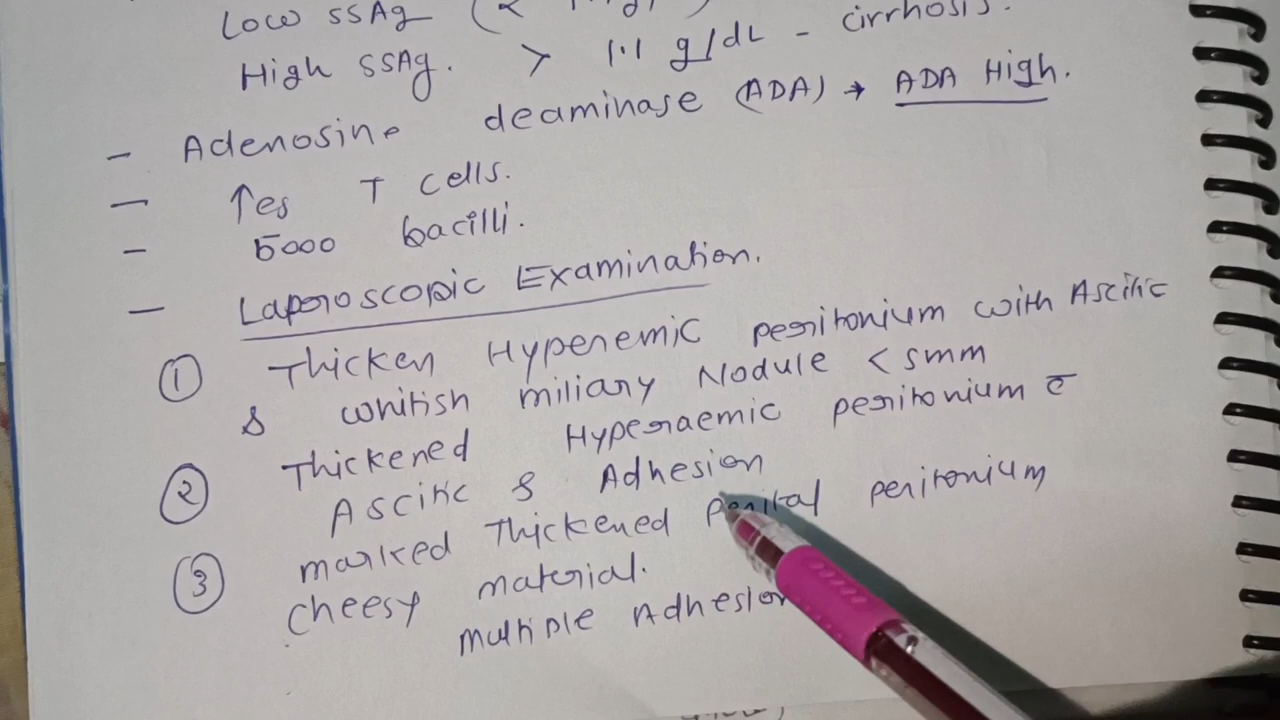 Low SSAg (<
High SSAg. > 1.1 g/dL - cirrhosis.
- Adenosine deaminase (ADA) → ADA High.
- ↑es T cells.
- 5000 bacilli.
- Laparoscopic Examination.
① Thicken Hyperemic peritonium with Ascitic
& whitish miliary Nodule < 5mm
② Thickened Hyperaemic peritonium c̄
Ascitic & Adhesion
③ marked Thickened perital peritonium
cheesy material.
multiple Adhesion